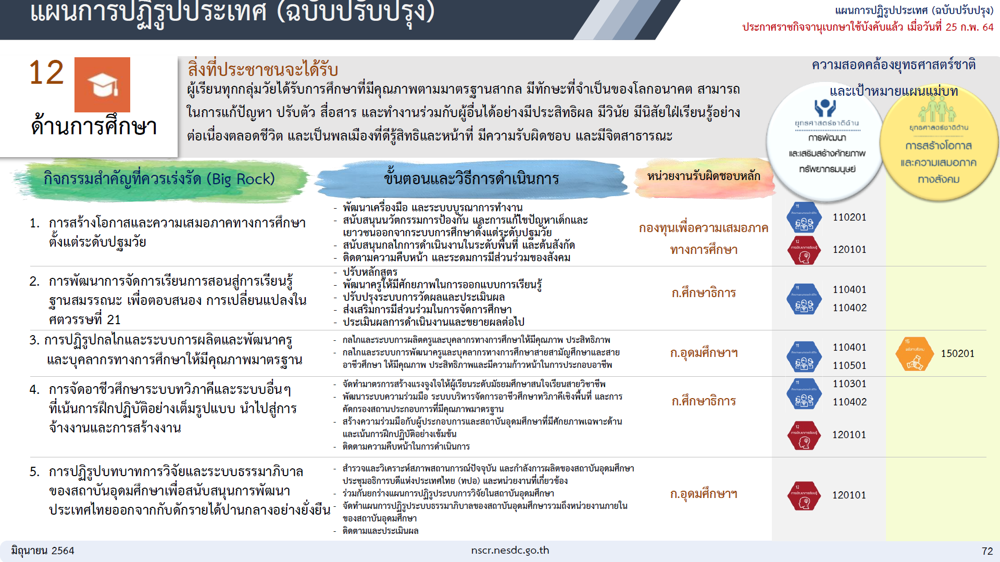 แผนการปฏิรูปประเทศ (ฉบับปรับปรุง)
แผนการปฏิรูปประเทศ (ฉบับปรับปรุง)
ประกาศราชกิจจานุเบกษาใช้บังคับแล้ว เมื่อวันที่ 25 ก.พ. 64
12
ด้านการศึกษา
สิ่งที่ประชาชนจะได้รับ
ผู้เรียนทุกกลุ่มวัยได้รับการศึกษาที่มีคุณภาพตามมาตรฐานสากล มีทักษะที่จำเป็นของโลกอนาคต สามารถ
ในการแก้ปัญหา ปรับตัว สื่อสาร และทำงานร่วมกับผู้อื่นได้อย่างมีประสิทธิผล มีวินัย มีนิสัยใฝ่เรียนรู้อย่าง
ต่อเนื่องตลอดชีวิต และเป็นพลเมืองที่ดีรู้สิทธิและหน้าที่ มีความรับผิดชอบ และมีจิตสาธารณะ
ความสอดคล้องยุทธศาสตร์ชาติ
และเป้าหมายแผนแม่บท
ยุทธศาสตร์ชาติด้าน
การพัฒนา
และเสริมสร้างศักยภาพ
ทรัพยากรมนุษย์
ยุทธศาสตร์ชาติด้าน
การสร้างโอกาส
และความเสมอภาค
ทางสังคม
กิจกรรมสำคัญที่ควรเร่งรัด (Big Rock)
ขั้นตอนและวิธีการดำเนินการ
หน่วยงานรับผิดชอบหลัก
1. การสร้างโอกาสและความเสมอภาคทางการศึกษา
ตั้งแต่ระดับปฐมวัย
- พัฒนาเครื่องมือ และระบบบูรณาการทำงาน
- สนับสนุนนวัตกรรมการป้องกัน และการแก้ไขปัญหาเด็กและ
เยาวชนออกจากระบบการศึกษาตั้งแต่ระดับปฐมวัย
- สนับสนุนกลไกการดำเนินงานในระดับพื้นที่ และต้นสังกัด
- ติดตามความคืบหน้า และระดมการมีส่วนร่วมของสังคม
กองทุนเพื่อความเสมอภาค
ทางการศึกษา
11
110201
12
การพัฒนาการเรียนรู้
120101
2. การพัฒนาการจัดการเรียนการสอนสู่การเรียนรู้
ฐานสมรรถนะ เพื่อตอบสนอง การเปลี่ยนแปลงใน
ศตวรรษที่ 21
- ปรับหลักสูตร
- พัฒนาครูให้มีศักยภาพในการออกแบบการเรียนรู้
- ปรับปรุงระบบการวัดผลและประเมินผล
- ส่งเสริมการมีส่วนร่วมในการจัดการศึกษา
- ประเมินผลการดำเนินงานและขยายผลต่อไป
ก.ศึกษาธิการ
11
110401
110402
3. การปฏิรูปกลไกและระบบการผลิตและพัฒนาครู
และบุคลากรทางการศึกษาให้มีคุณภาพมาตรฐาน
- กลไกและระบบการผลิตครูและบุคลากรทางการศึกษาให้มีคุณภาพ ประสิทธิภาพ
- กลไกและระบบการพัฒนาครูและบุคลากรทางการศึกษาสายสามัญศึกษาและสาย
อาชีวศึกษา ให้มีคุณภาพ ประสิทธิภาพและมีความก้าวหน้าในการประกอบอาชีพ
ก.อุดมศึกษาฯ
11
110401
110501
15
พลังทางสังคม
150201
4. การจัดอาชีวศึกษาระบบทวิภาคีและระบบอื่นๆ
ที่เน้นการฝึกปฏิบัติอย่างเต็มรูปแบบ นำไปสู่การ
จ้างงานและการสร้างงาน
- จัดทำมาตรการสร้างแรงจูงใจให้ผู้เรียนระดับมัธยมศึกษาสนใจเรียนสายวิชาชีพ
- พัฒนาระบบความร่วมมือ ระบบบริหารจัดการอาชีวศึกษาทวิภาคีเชิงพื้นที่ และการ
คัดกรองสถานประกอบการที่มีคุณภาพมาตรฐาน
- สร้างความร่วมมือกับผู้ประกอบการและสถาบันอุดมศึกษาที่มีศักยภาพเฉพาะด้าน
และเน้นการฝึกปฏิบัติอย่างเข้มข้น
- ติดตามความคืบหน้าในการดำเนินการ
ก.ศึกษาธิการ
11
110301
110402
12
การพัฒนาการเรียนรู้
120101
5. การปฏิรูปบทบาทการวิจัยและระบบธรรมาภิบาล
ของสถาบันอุดมศึกษาเพื่อสนับสนุนการพัฒนา
ประเทศไทยออกจากกับดักรายได้ปานกลางอย่างยั่งยืน
- สำรวจและวิเคราะห์สภาพสถานการณ์ปัจจุบัน และกำลังการผลิตของสถาบันอุดมศึกษา
ประชุมอธิการบดีแห่งประเทศไทย (ทปอ) และหน่วยงานที่เกี่ยวข้อง
- ร่วมกันยกร่างแผนการปฏิรูประบบการวิจัยในสถาบันอุดมศึกษา
- จัดทำแผนการปฏิรูประบบธรรมาภิบาลของสถาบันอุดมศึกษารวมถึงหน่วยงานภายใน
ของสถาบันอุดมศึกษา
- ติดตามและประเมินผล
ก.อุดมศึกษาฯ
12
การพัฒนาการเรียนรู้
120101
มิถุนายน 2564
nscr.nesdc.go.th
72